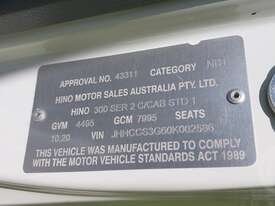 APPROVAL NO. 43311 CATEGORY NB1
HINO MOTOR SALES AUSTRALIA PTY. LTD.
HINO 300 SER 2 C/CAB STD 1
GVM 4495 GCM 7995 SEATS
10:20 VIN JHHCCS3G60K002596
THIS VEHICLE WAS MANUFACTURED TO COMPLY
WITH THE MOTOR VEHICLE STANDARDS ACT 1989